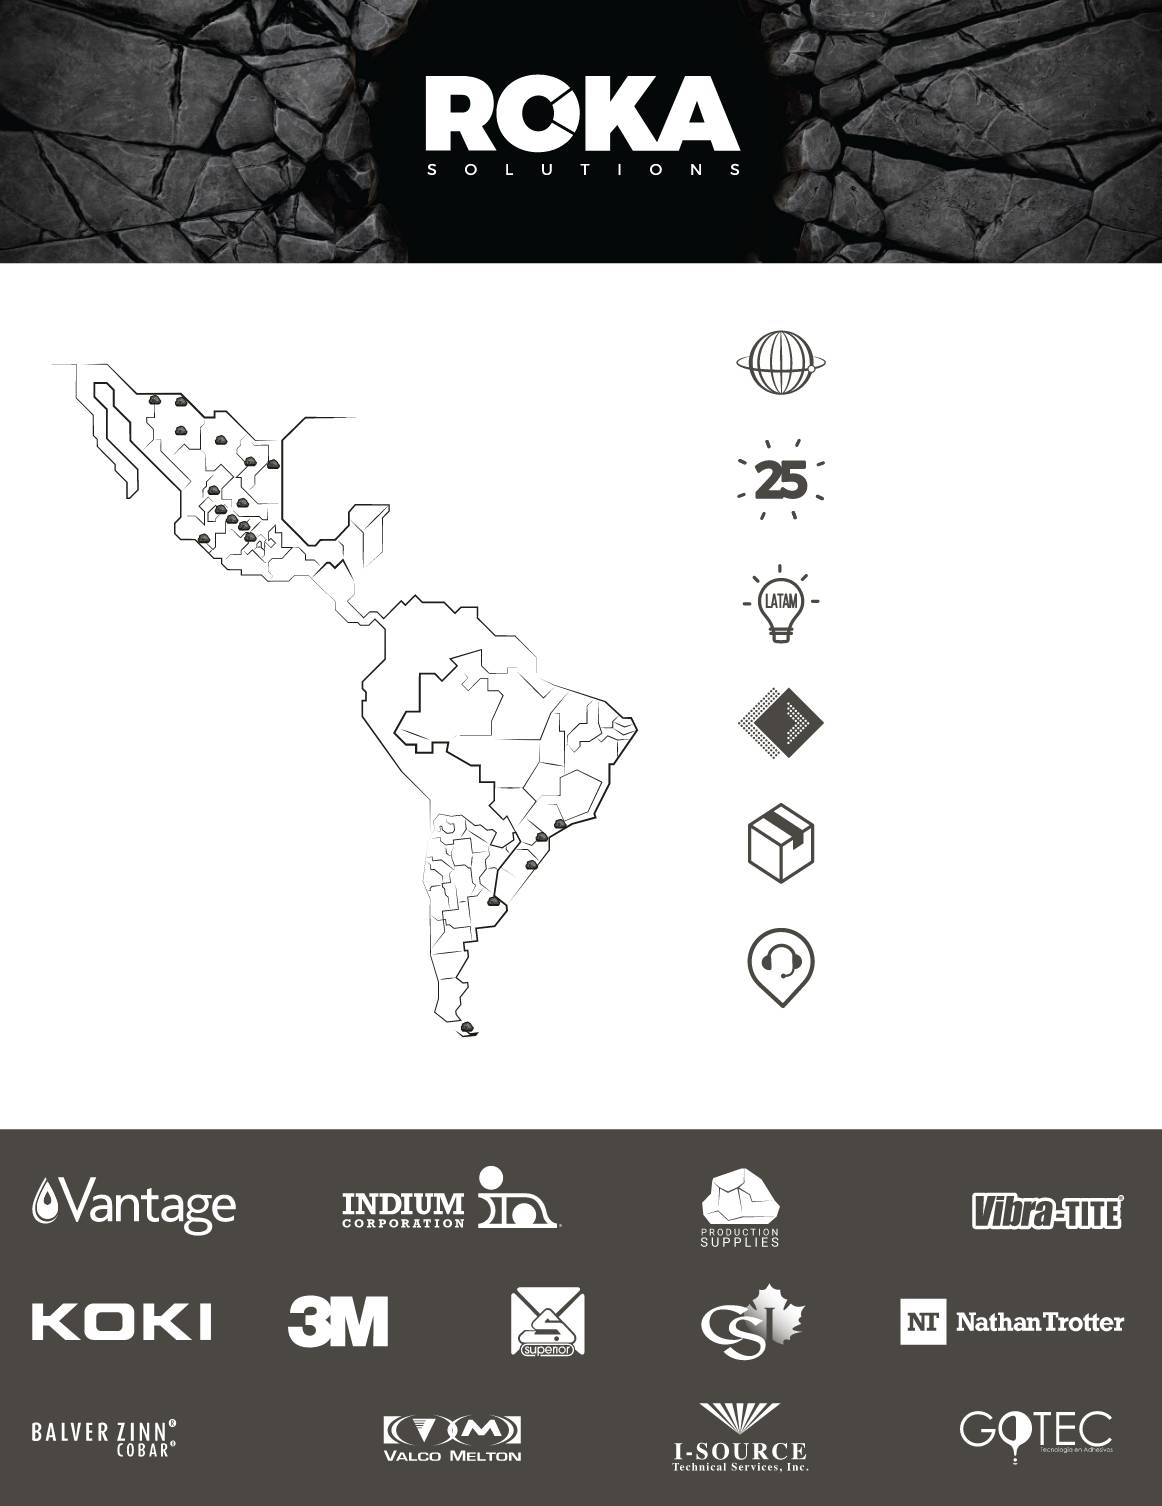 ROKA
SOLUTIONS
25
LATAM
Vantage
INDIUM
CORPORATION
PRODUCTION
SUPPLIES
Vibra-TITE®
KOKI
3M
S
superior
CSI
NT NathanTrotter
BALVER ZINN®
COBAR®
VALCO MELTON
I-SOURCE
Technical Services, Inc.
GOTEC
Tecnología en Adhesivos